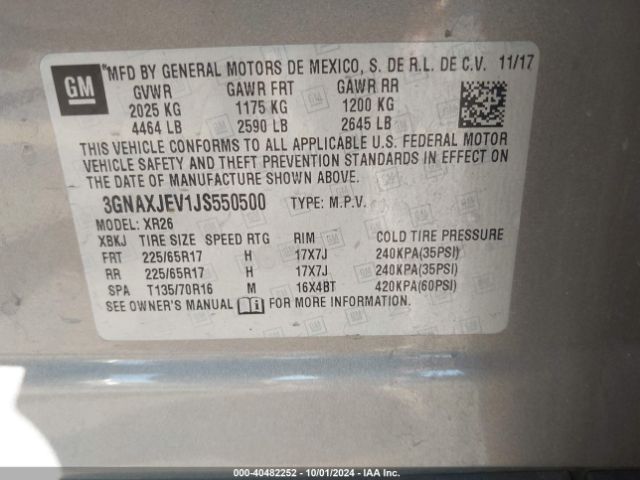 GM
*MFD BY GENERAL MOTORS DE MEXICO, S. DE R.L. DE C.V. 11/17
GVWR GAWR FRT GAWR RR
2025 KG 1175 KG 1200 KG
4464 LB 2590 LB 2645 LB
THIS VEHICLE CONFORMS TO ALL APPLICABLE U.S. FEDERAL MOTOR
VEHICLE SAFETY AND THEFT PREVENTION STANDARDS IN EFFECT ON
THE DATE OF MANUFACTURE SHOWN ABOVE.
3GNAXJEV1JS550500 TYPE: M.P.V.
MODEL: XR26
XBKJ TIRE SIZE SPEED RTG RIM COLD TIRE PRESSURE
FRT 225/65R17 H 17X7J 240KPA(35PSI)
RR 225/65R17 H 17X7J 240KPA(35PSI)
SPA T135/70R16 M 16X4BT 420KPA(60PSI)
SEE OWNER'S MANUAL FOR MORE INFORMATION
000-40482252 - 10/01/2024 - IAA Inc.